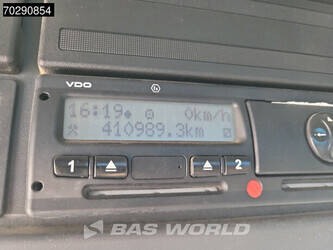 70290854
VDO
16:19 0km/h
410989.3km
1 2
BAS WORLD